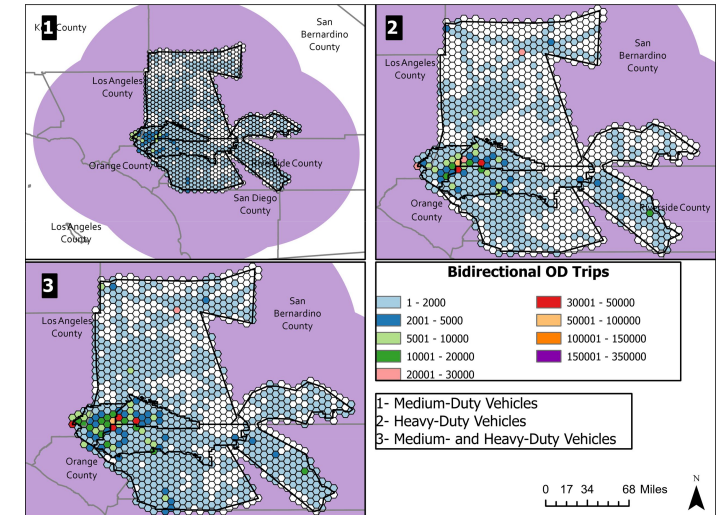 1
K County
San
Bernardino
County
Los Angeles
County
Orange County
Riverside County
San Diego
County
Los Angeles
County
2
San
Bernardino
County
Los Angeles
County
Orange
County
Riverside County
3
San
Bernardino
County
Los Angeles
County
Orange
County
Bidirectional OD Trips
1 - 2000
2001 - 5000
5001 - 10000
10001 - 20000
20001 - 30000
30001 - 50000
50001 - 100000
100001 - 150000
150001 - 350000
1- Medium-Duty Vehicles
2- Heavy-Duty Vehicles
3- Medium- and Heavy-Duty Vehicles
0 17 34 68 Miles
N